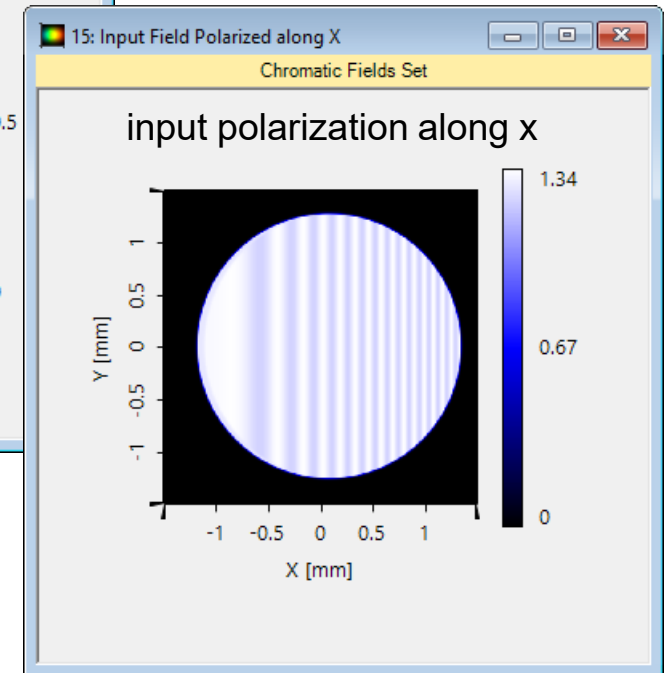 15: Input Field Polarized along X
Chromatic Fields Set
input polarization along x
1.34
0.67
0
Y [mm]
1
0.5
0
-0.5
-1
-1 -0.5 0 0.5 1
X [mm]
.5